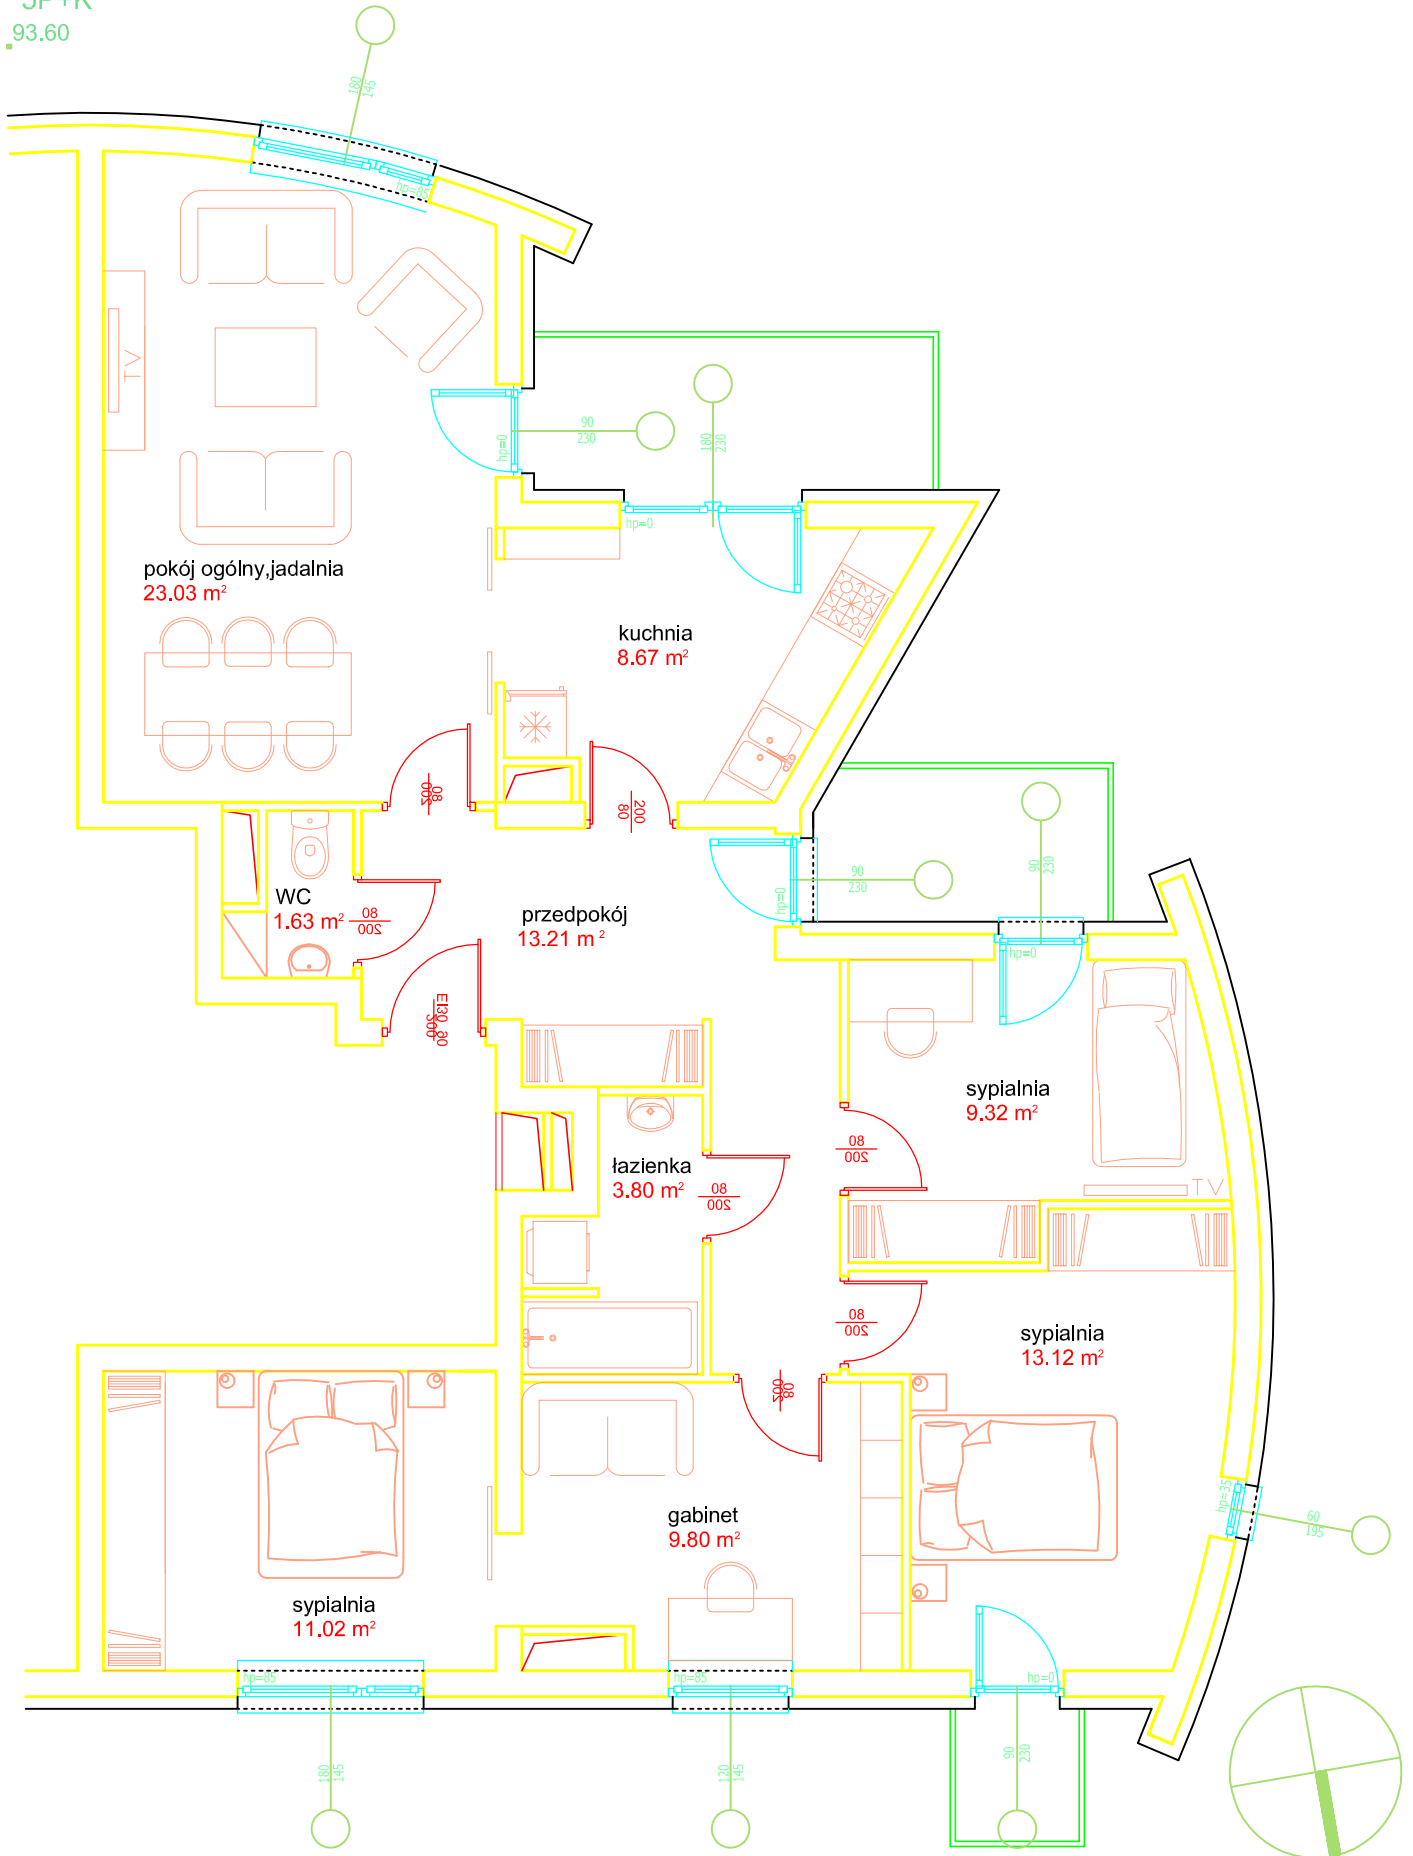 5P+K
93.60
180
145
hp=85
TV
hp=0
90
230
180
230
hp=0
pokój ogólny,jadalnia
23.03 m²
kuchnia
8.67 m²
80
200
200
80
hp=0
90
230
90
230
hp=0
WC
1.63 m²
80
200
przedpokój
13.21 m²
EI30 90
200
sypialnia
9.32 m²
80
200
łazienka
3.80 m²
80
200
TV
80
200
sypialnia
13.12 m²
80
200
hp=35
60
195
gabinet
9.80 m²
sypialnia
11.02 m²
hp=85
hp=85
hp=0
180
145
120
145
90
230